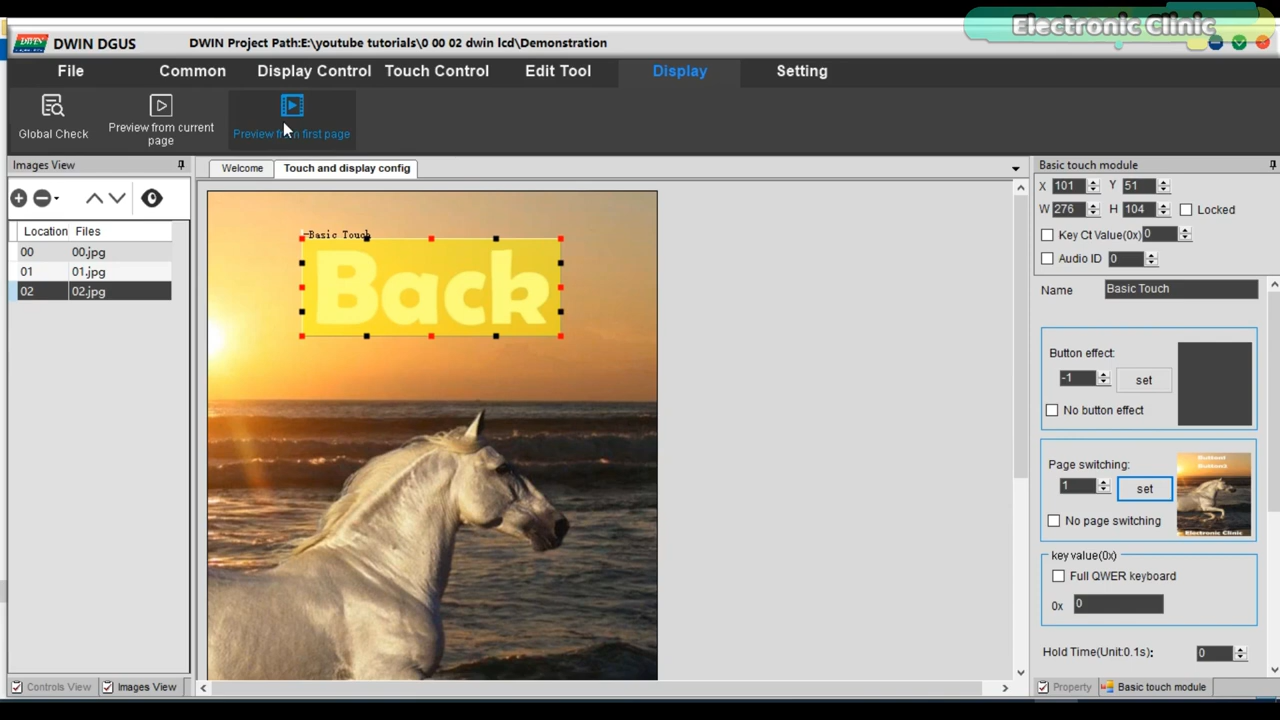 Electronic Clinic
DWIN
DWIN DGUS
DWIN Project Path:E:\youtube tutorials\0 00 02 dwin lcd\Demonstration
File Common Display Control Touch Control Edit Tool Display Setting
Global Check
Preview from current page
Preview from first page
Images View
Welcome
Touch and display config
Location Files
00 00.jpg
01 01.jpg
02 02.jpg
Basic Touch
Back
Controls View
Images View
Basic touch module
X 101 Y 51
W 276 H 104 Locked
Key Ct Value(0x) 0
Audio ID 0
Name Basic Touch
Button effect:
-1 set
No button effect
Page switching:
1 set
No page switching
Button1
Button2
Electronic Clinic
key value(0x)
Full QWER keyboard
0x 0
Hold Time(Unit:0.1s): 0
Property
Basic touch module